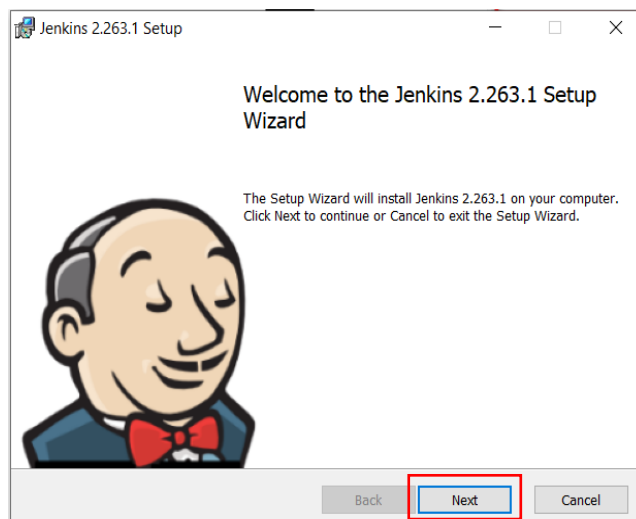 Jenkins 2.263.1 Setup
Welcome to the Jenkins 2.263.1 Setup
Wizard
The Setup Wizard will install Jenkins 2.263.1 on your computer.
Click Next to continue or Cancel to exit the Setup Wizard.
Back Next Cancel